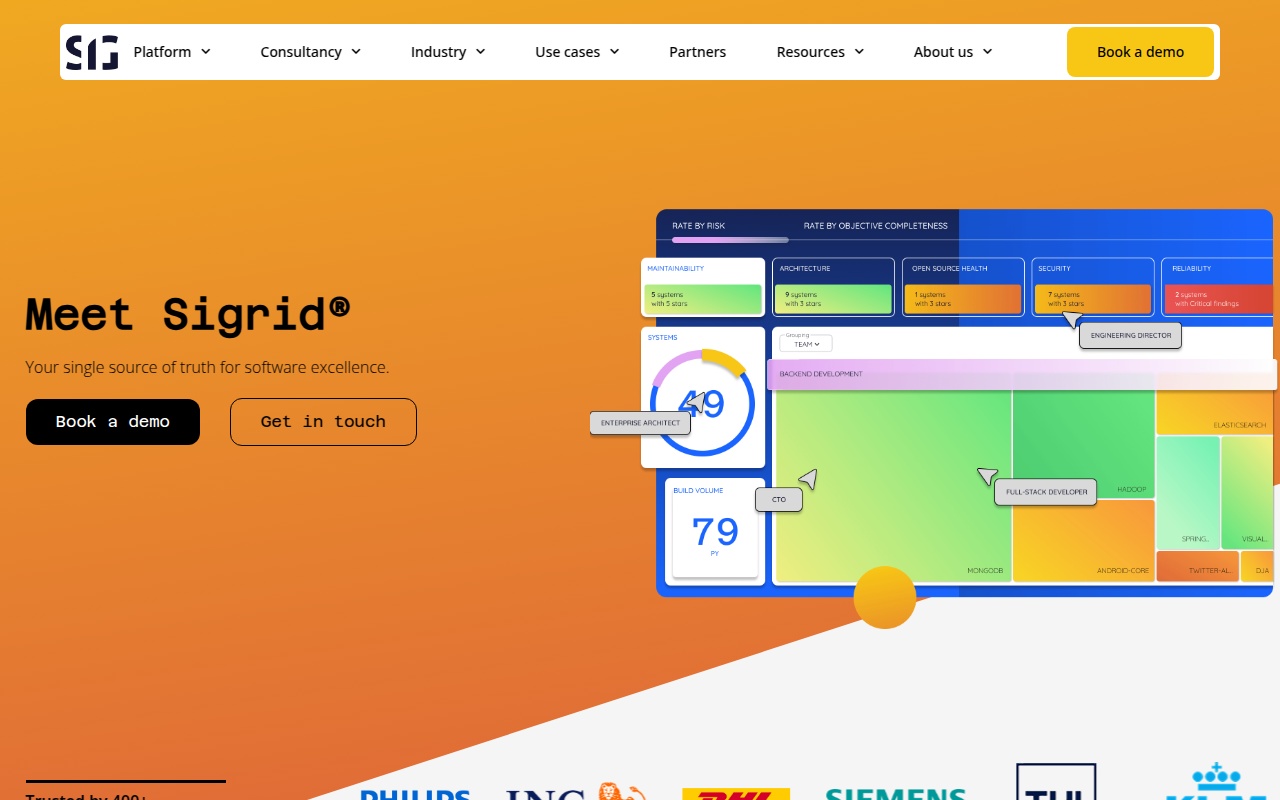 SIG
Platform
Consultancy
Industry
Use cases
Partners
Resources
About us
Book a demo
Meet Sigrid®
Your single source of truth for software excellence.
Book a demo
Get in touch
RATE BY RISK
RATE BY OBJECTIVE COMPLETENESS
MAINTAINABILITY
5 systems
with 5 stars
ARCHITECTURE
9 systems
with 3 stars
OPEN SOURCE HEALTH
1 systems
with 3 stars
SECURITY
7 systems
with 3 stars
RELIABILITY
2 systems
with Critical findings
ENGINEERING DIRECTOR
SYSTEMS
49
ENTERPRISE ARCHITECT
Grouping
TEAM
BACKEND DEVELOPMENT
ELASTICSEARCH
HADOOP
FULL-STACK DEVELOPER
CTO
BUILD VOLUME
79
PY
MONGODB
ANDROID-CORE
SPRING...
VISUAL...
TWITTER-AL...
DJA
Trusted by 400+
PHILIPS
ING
DHL
SIEMENS
TUI
KLM